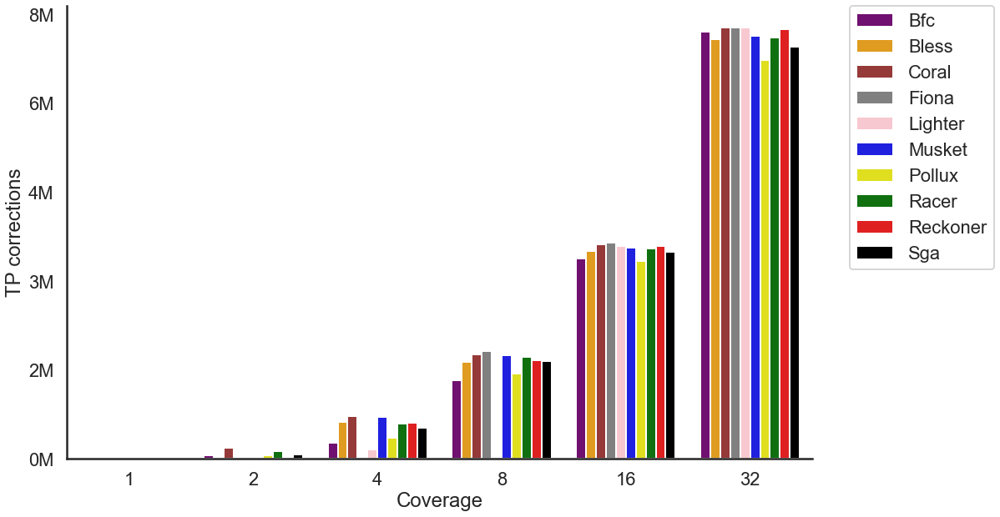 8M
6M
4M
3M
2M
0M
TP corrections
1 2 4 8 16 32
Coverage
Bfc
Bless
Coral
Fiona
Lighter
Musket
Pollux
Racer
Reckoner
Sga